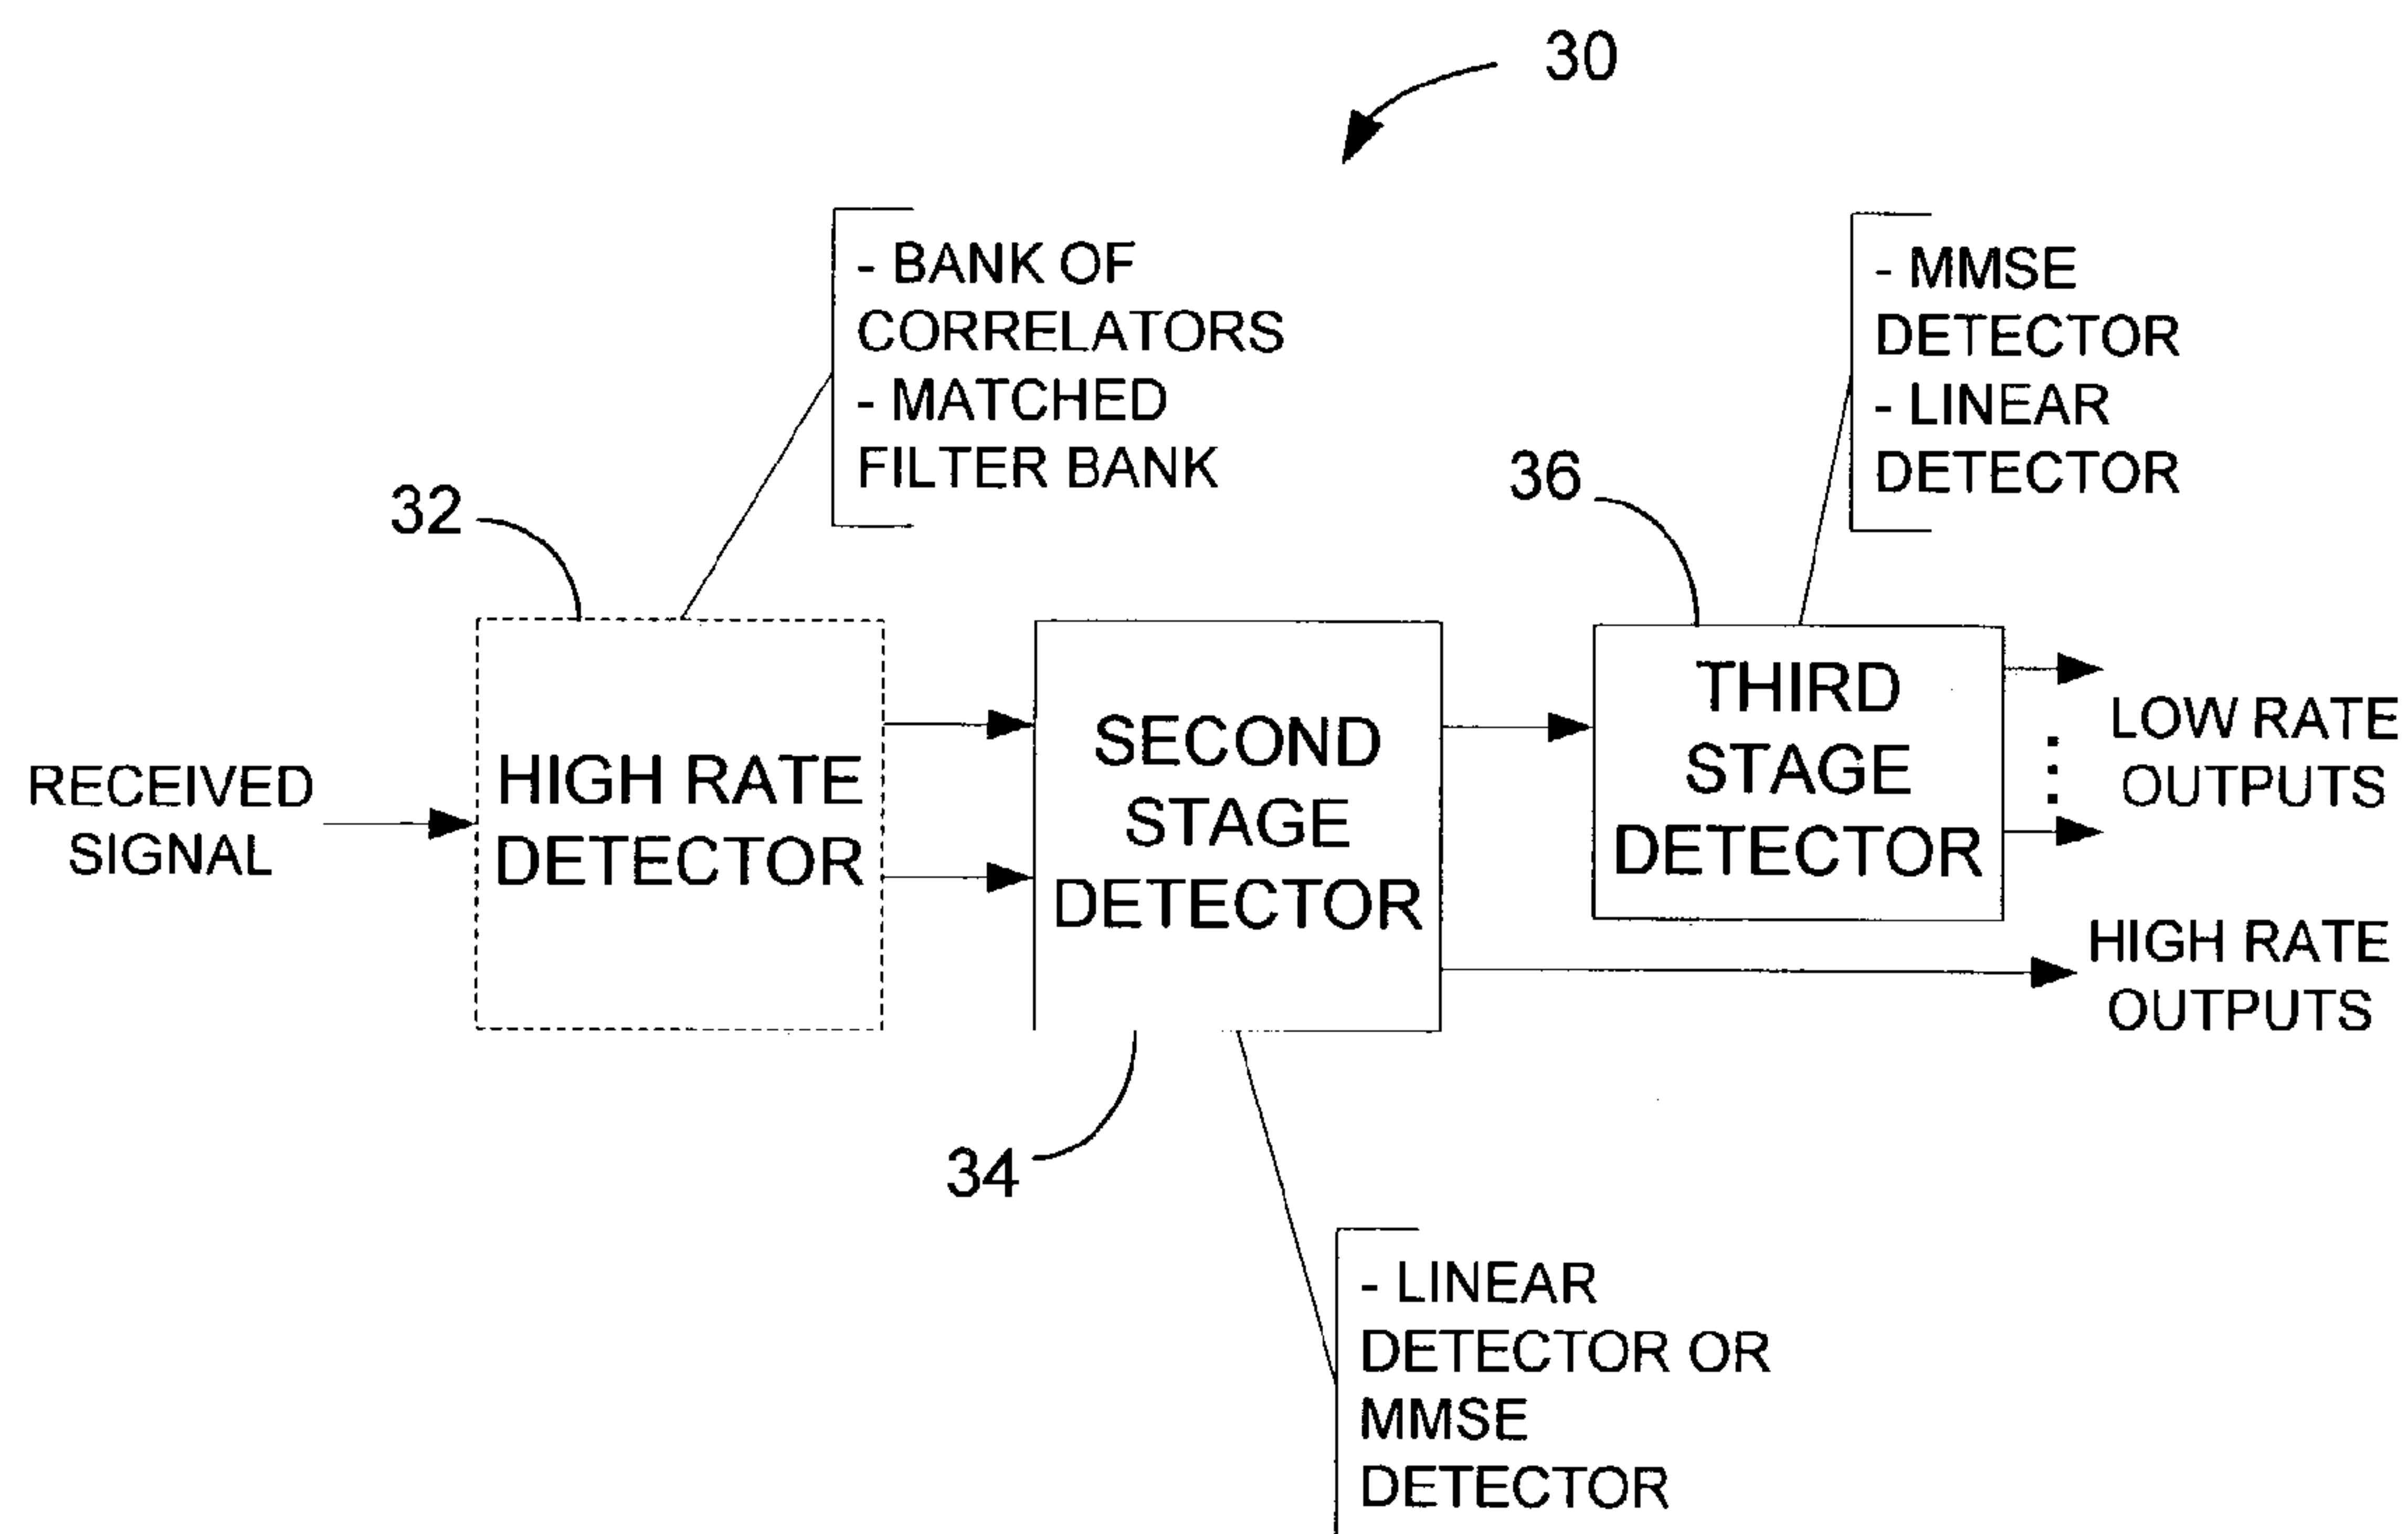 30
- BANK OF
CORRELATORS
- MATCHED
FILTER BANK
- MMSE
DETECTOR
- LINEAR
DETECTOR
32
36
RECEIVED
SIGNAL
HIGH RATE
DETECTOR
SECOND
STAGE
DETECTOR
THIRD
STAGE
DETECTOR
LOW RATE
OUTPUTS
HIGH RATE
OUTPUTS
34
- LINEAR
DETECTOR OR
MMSE
DETECTOR